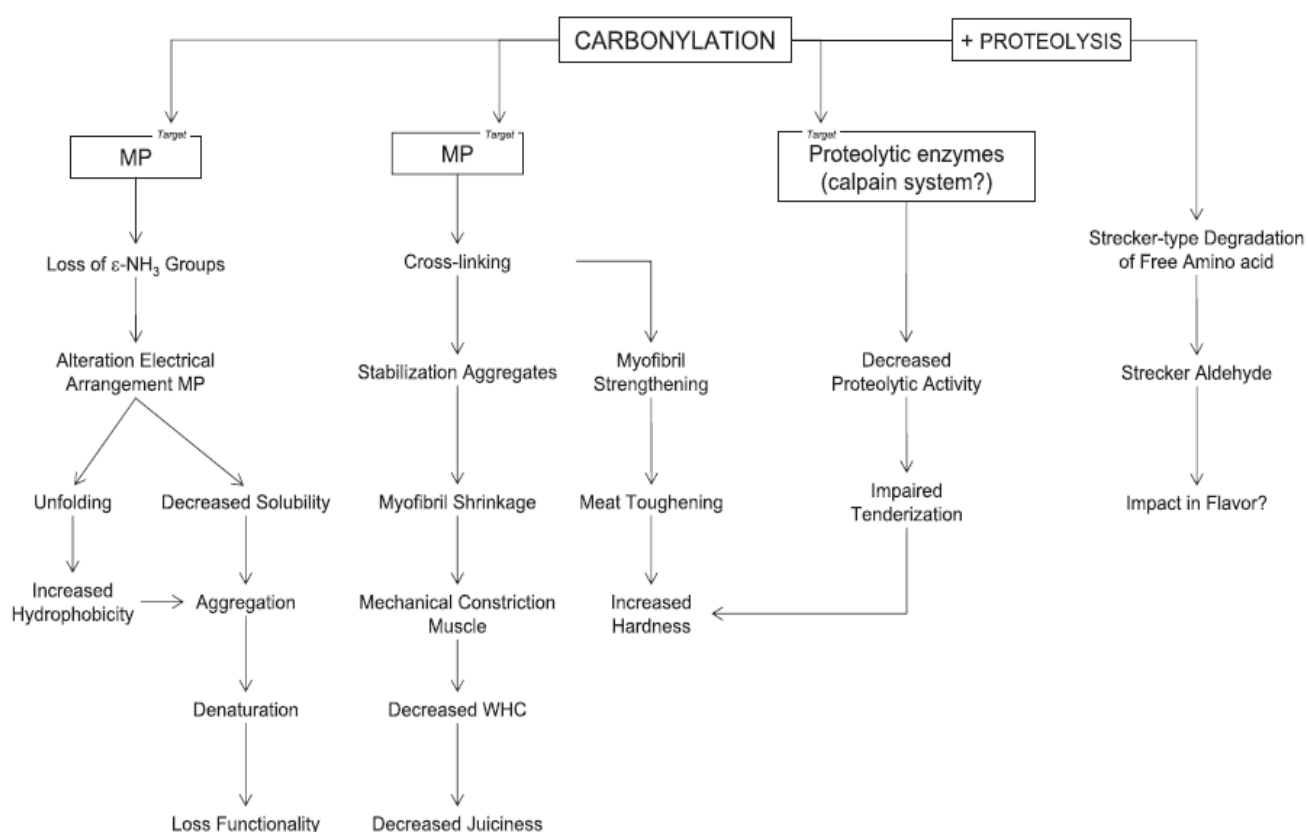 CARBONYLATION
+ PROTEOLYSIS
Target
MP
Target
MP
Target
Proteolytic enzymes
(calpain system?)
Loss of ε-NH₃ Groups
Cross-linking
Strecker-type Degradation
of Free Amino acid
Alteration Electrical
Arrangement MP
Stabilization Aggregates
Myofibril
Strengthening
Decreased
Proteolytic Activity
Strecker Aldehyde
Unfolding
Decreased Solubility
Myofibril Shrinkage
Meat Toughening
Impaired
Tenderization
Impact in Flavor?
Increased
Hydrophobicity
Aggregation
Mechanical Constriction
Muscle
Increased
Hardness
Denaturation
Decreased WHC
Loss Functionality
Decreased Juiciness